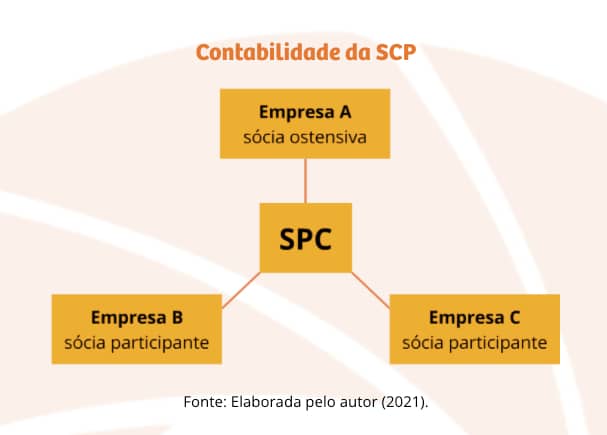 Contabilidade da SCP
Empresa A
sócia ostensiva
SPC
Empresa B
sócia participante
Empresa C
sócia participante
Fonte: Elaborada pelo autor (2021).